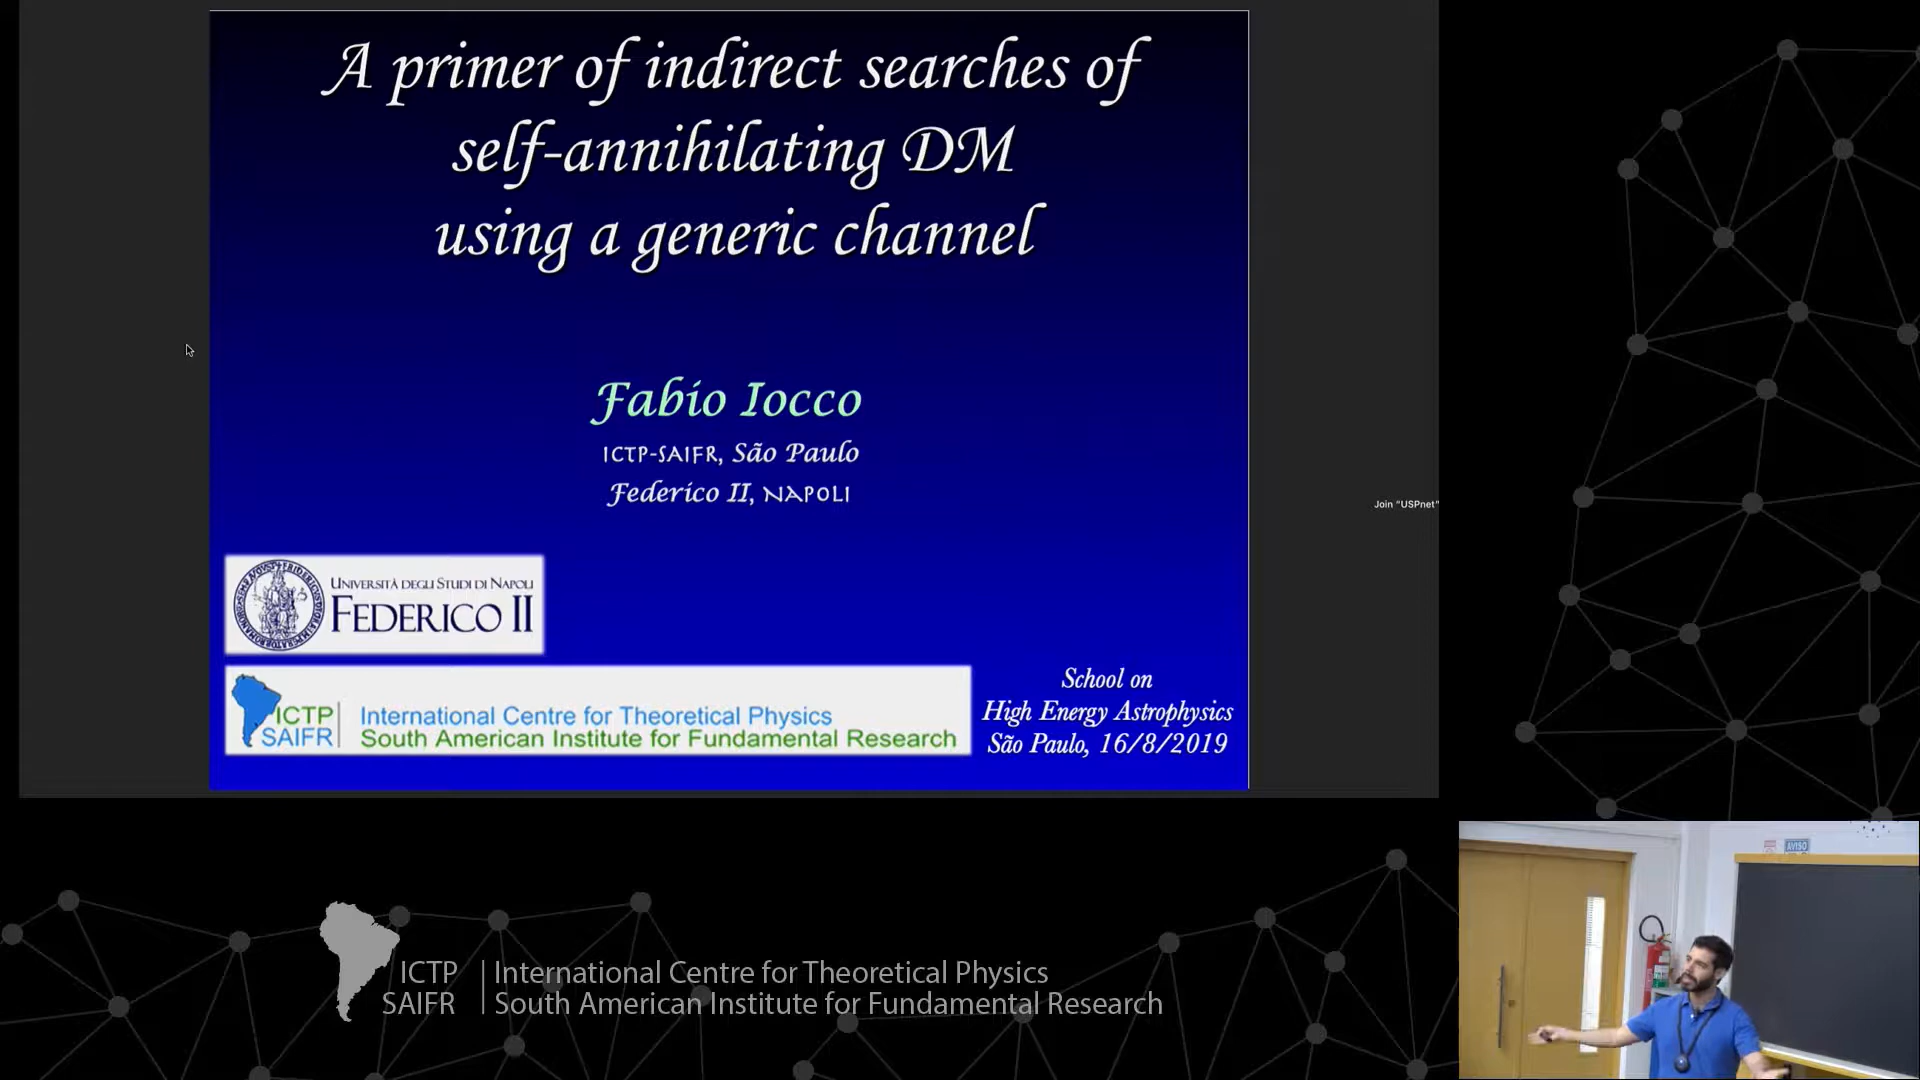 A primer of indirect searches of
self-annihilating DM
using a generic channel
Fabio Iocco
ICTP-SAIFR, São Paulo
Federico II, NAPOLI
Join "USPnet"
UNIVERSITÀ DEGLI STUDI DI NAPOLI
FEDERICO II
ICTP
SAIFR
International Centre for Theoretical Physics
South American Institute for Fundamental Research
School on
High Energy Astrophysics
São Paulo, 16/8/2019
AVISO
ICTP
SAIFR
International Centre for Theoretical Physics
South American Institute for Fundamental Research